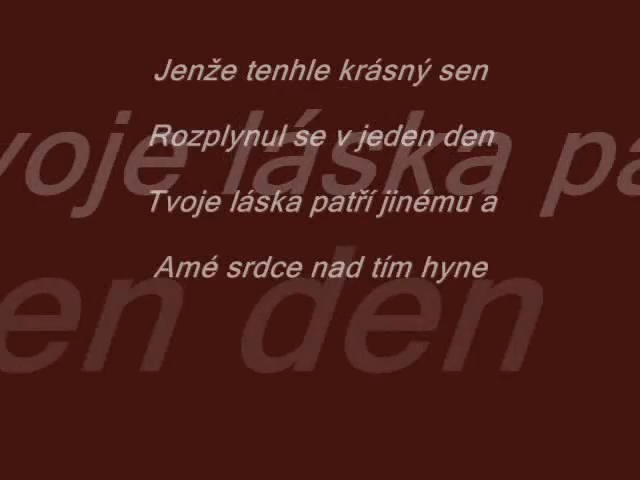 Jenže tenhle krásný sen
Rozplynul se v jeden den
voje láska pa
Tvoje láska patří jinému a
Amé srdce nad tím hyne
en den